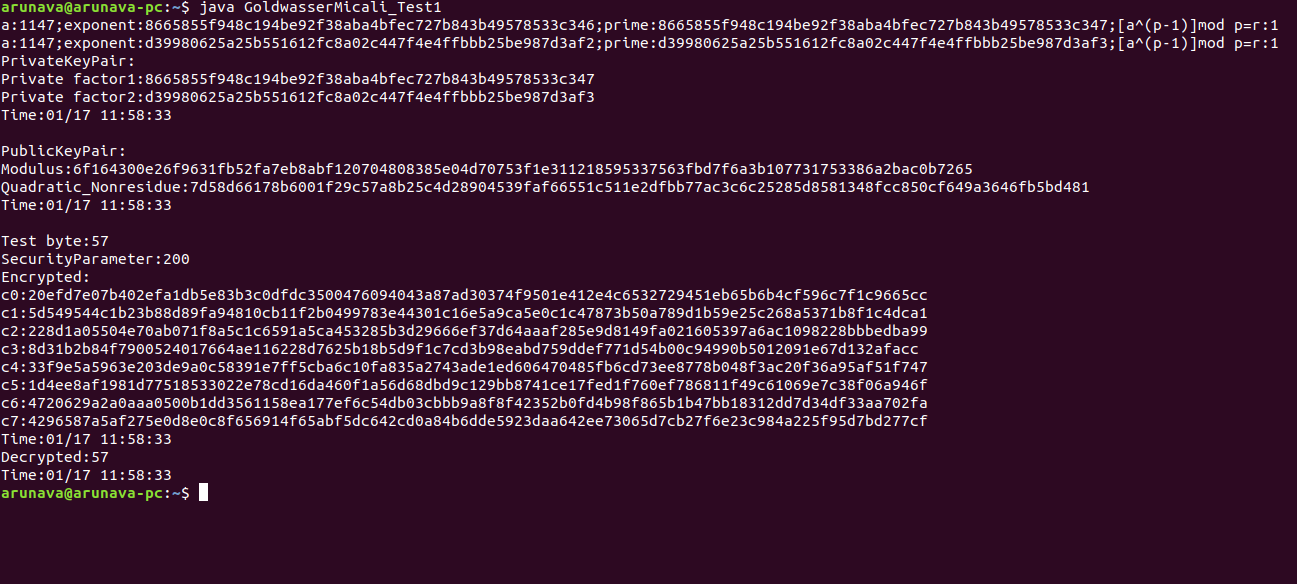 arunava@arunava-pc:~$ java GoldwasserMicali_Test1
a:1147;exponent:8665855f948c194be92f38aba4bfec727b843b49578533c346;prime:8665855f948c194be92f38aba4bfec727b843b49578533c347;[a^(p-1)]mod p=r:1
a:1147;exponent:d39980625a25b551612fc8a02c447f4e4ffbbb25be987d3af2;prime:d39980625a25b551612fc8a02c447f4e4ffbbb25be987d3af3;[a^(p-1)]mod p=r:1
PrivateKeyPair:
Private factor1:8665855f948c194be92f38aba4bfec727b843b49578533c347
Private factor2:d39980625a25b551612fc8a02c447f4e4ffbbb25be987d3af3
Time:01/17 11:58:33
PublicKeyPair:
Modulus:6f164300e26f9631fb52fa7eb8abf120704808385e04d70753f1e311218595337563fbd7f6a3b107731753386a2bac0b7265
Quadratic_Nonresidue:7d58d66178b6001f29c57a8b25c4d28904539faf66551c511e2dfbb77ac3c6c25285d8581348fcc850cf649a3646fb5bd481
Time:01/17 11:58:33
Test byte:57
SecurityParameter:200
Encrypted:
c0:20efd7e07b402efa1db5e83b3c0dfdc3500476094043a87ad30374f9501e412e4c6532729451eb65b6b4cf596c7f1c9665cc
c1:5d549544c1b23b88d89fa94810cb11f2b0499783e44301c16e5a9ca5e0c1c47873b50a789d1b59e25c268a5371b8f1c4dca1
c2:228d1a05504e70ab071f8a5c1c6591a5ca453285b3d29666ef37d64aaaf285e9d8149fa021605397a6ac1098228bbbedba99
c3:8d31b2b84f7900524017664ae116228d7625b18b5d9f1c7cd3b98eabd759ddef771d54b00c94990b5012091e67d132afacc
c4:33f9e5a5963e203de9a0c58391e7ff5cba6c10fa835a2743ade1ed606470485fb6cd73ee8778b048f3ac20f36a95af51f747
c5:1d4ee8af1981d77518533022e78cd16da460f1a56d68dbd9c129bb8741ce17fed1f760ef786811f49c61069e7c38f06a946f
c6:4720629a2a0aaa0500b1dd3561158ea177ef6c54db03cbbb9a8f8f42352b0fd4b98f865b1b47bb18312dd7d34df33aa702fa
c7:4296587a5af275e0d8e0c8f656914f65abf5dc642cd0a84b6dde5923daa642ee73065d7cb27f6e23c984a225f95d7bd277cf
Time:01/17 11:58:33
Decrypted:57
Time:01/17 11:58:33
arunava@arunava-pc:~$